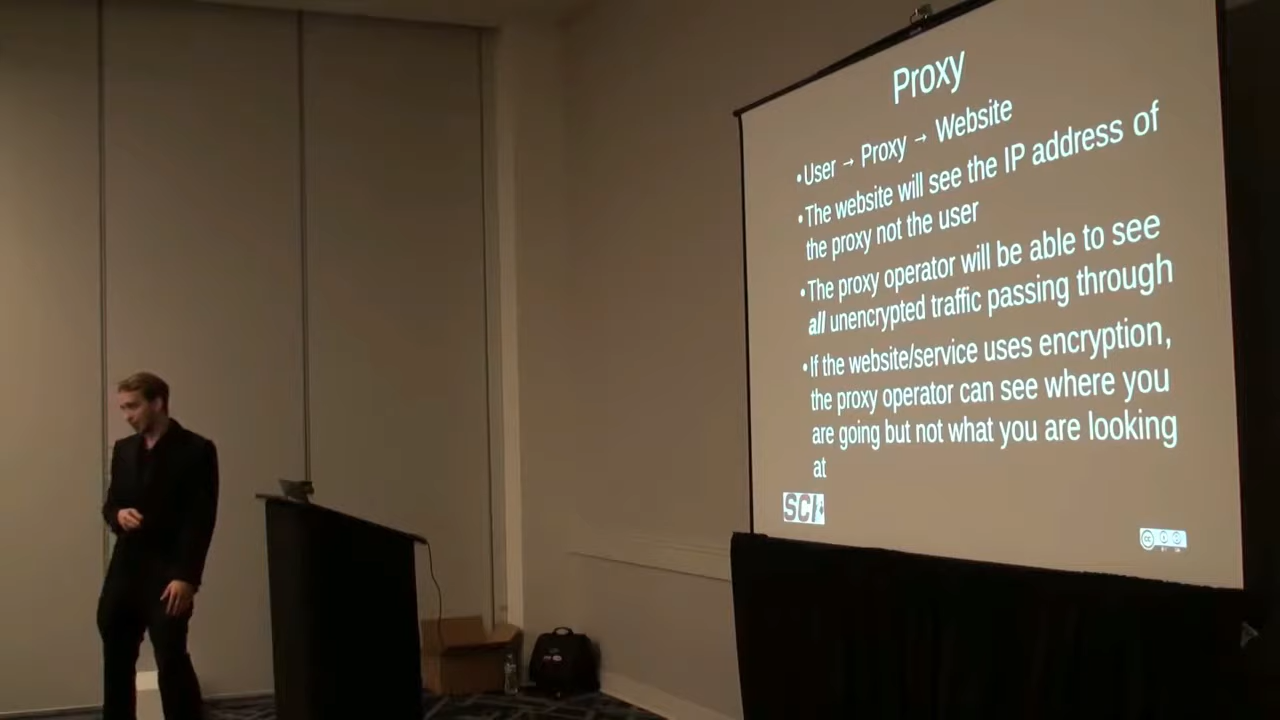 Proxy
•User → Proxy → Website
•The website will see the IP address of
the proxy not the user
•The proxy operator will be able to see
all unencrypted traffic passing through
•If the website/service uses encryption,
the proxy operator can see where you
are going but not what you are looking
at
cc